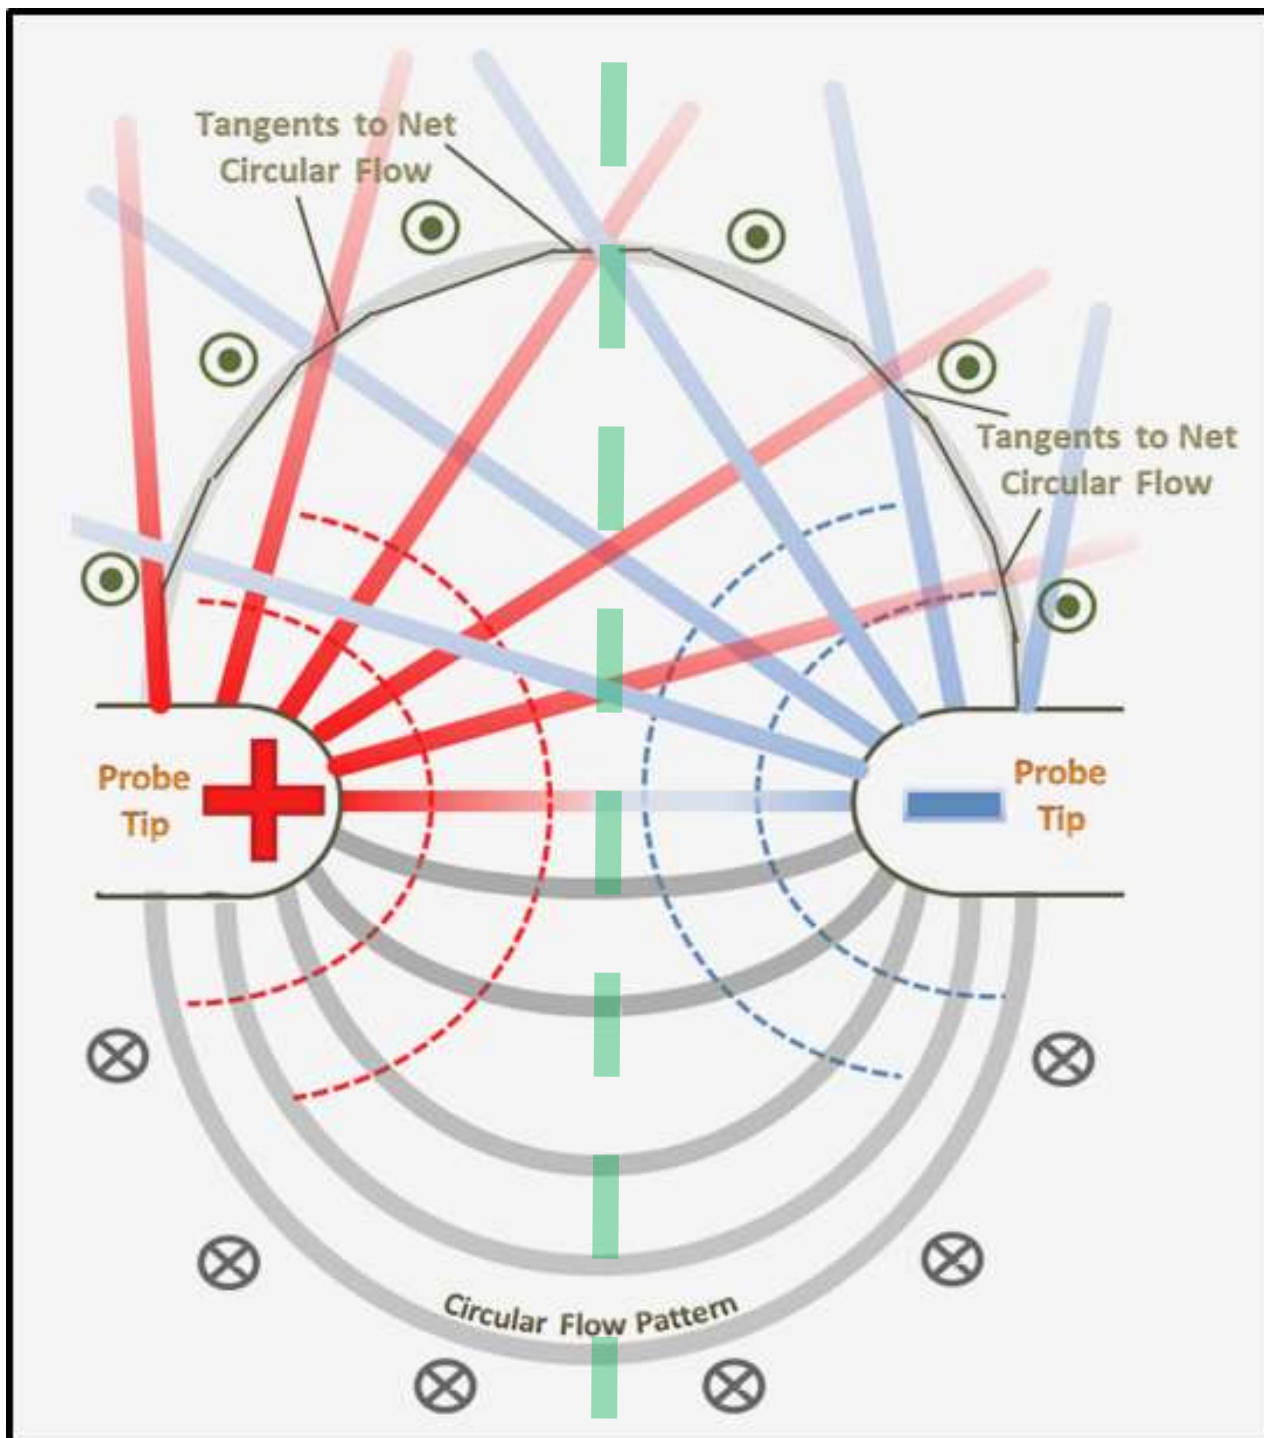 Tangents to Net
Circular Flow
Tangents to Net
Circular Flow
Probe
Tip
Probe
Tip
Circular Flow Pattern